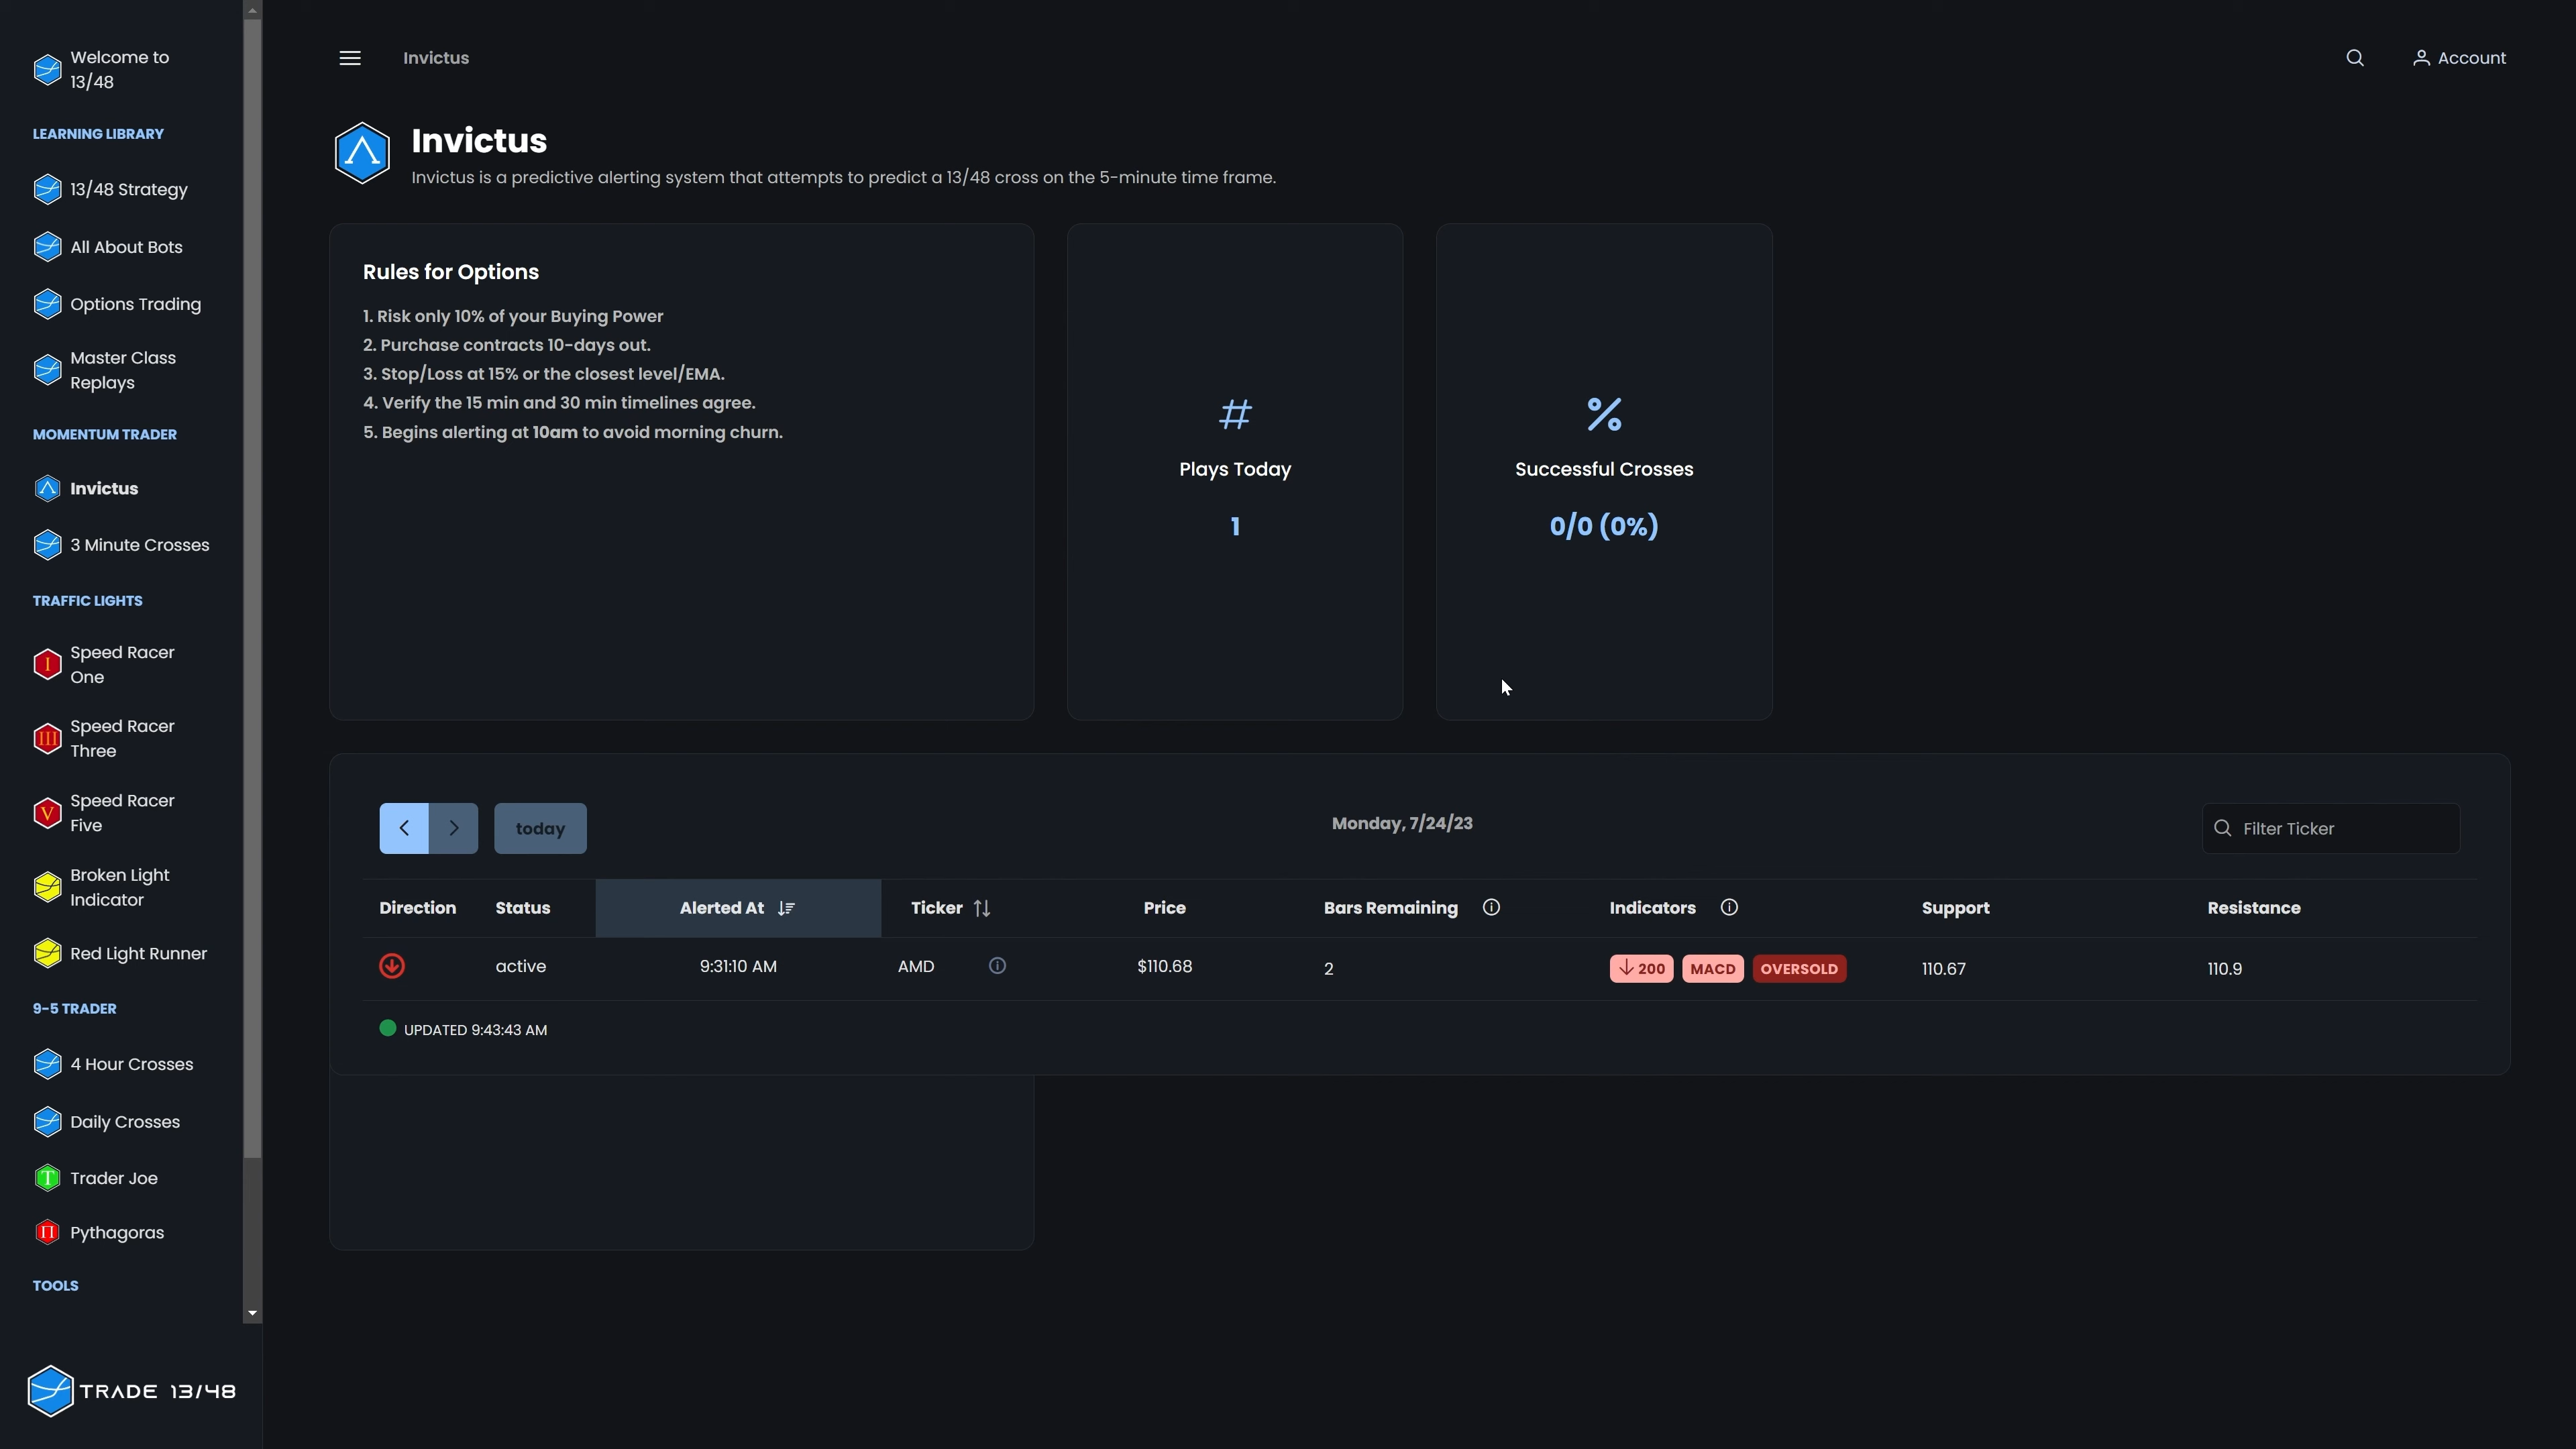 Welcome to
13/48
LEARNING LIBRARY
13/48 Strategy
All About Bots
Options Trading
Master Class
Replays
MOMENTUM TRADER
Invictus
3 Minute Crosses
TRAFFIC LIGHTS
I
Speed Racer
One
III
Speed Racer
Three
V
Speed Racer
Five
Broken Light
Indicator
Red Light Runner
9-5 TRADER
4 Hour Crosses
Daily Crosses
T
Trader Joe
Π
Pythagoras
TOOLS
TRADE 13/48
Invictus
Account
Invictus
Invictus is a predictive alerting system that attempts to predict a 13/48 cross on the 5-minute time frame.
Rules for Options
1. Risk only 10% of your Buying Power
2. Purchase contracts 10-days out.
3. Stop/Loss at 15% or the closest level/EMA.
4. Verify the 15 min and 30 min timelines agree.
5. Begins alerting at 10am to avoid morning churn.
#
Plays Today
1
%
Successful Crosses
0/0 (0%)
today
Monday, 7/24/23
Filter Ticker
Direction Status Alerted At Ticker Price Bars Remaining Indicators Support Resistance
active 9:31:10 AM AMD $110.68 2 ↓ 200 MACD OVERSOLD 110.67 110.9
UPDATED 9:43:43 AM